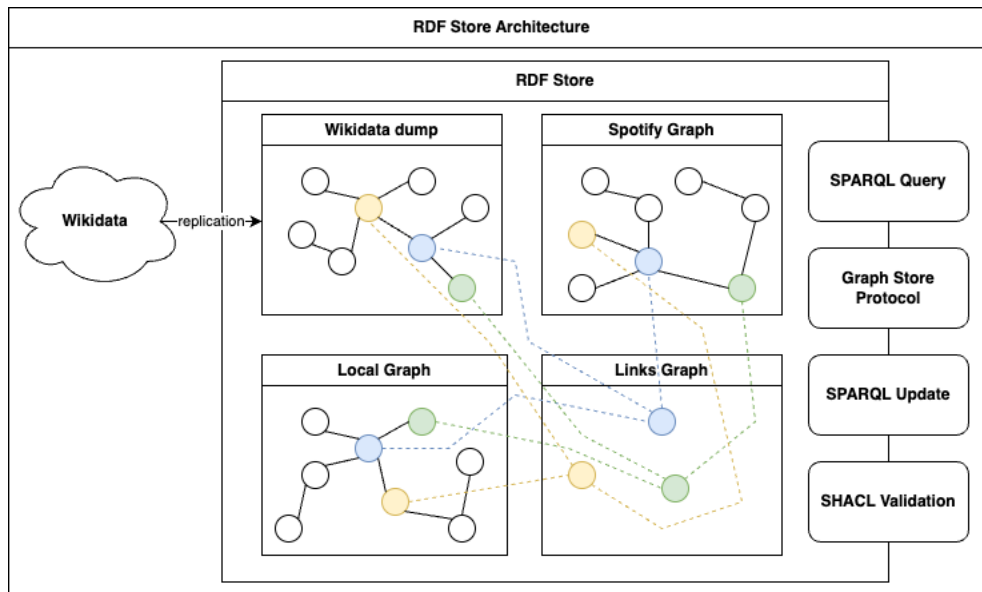 RDF Store Architecture
RDF Store
Wikidata dump
Spotify Graph
SPARQL Query
Wikidata
replication
Graph Store
Protocol
Local Graph
Links Graph
SPARQL Update
SHACL Validation